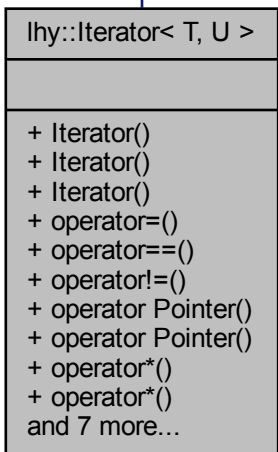 lhy::Iterator< T, U >
+ Iterator()
+ Iterator()
+ Iterator()
+ operator=()
+ operator==()
+ operator!=()
+ operator Pointer()
+ operator Pointer()
+ operator*()
+ operator*()
and 7 more...